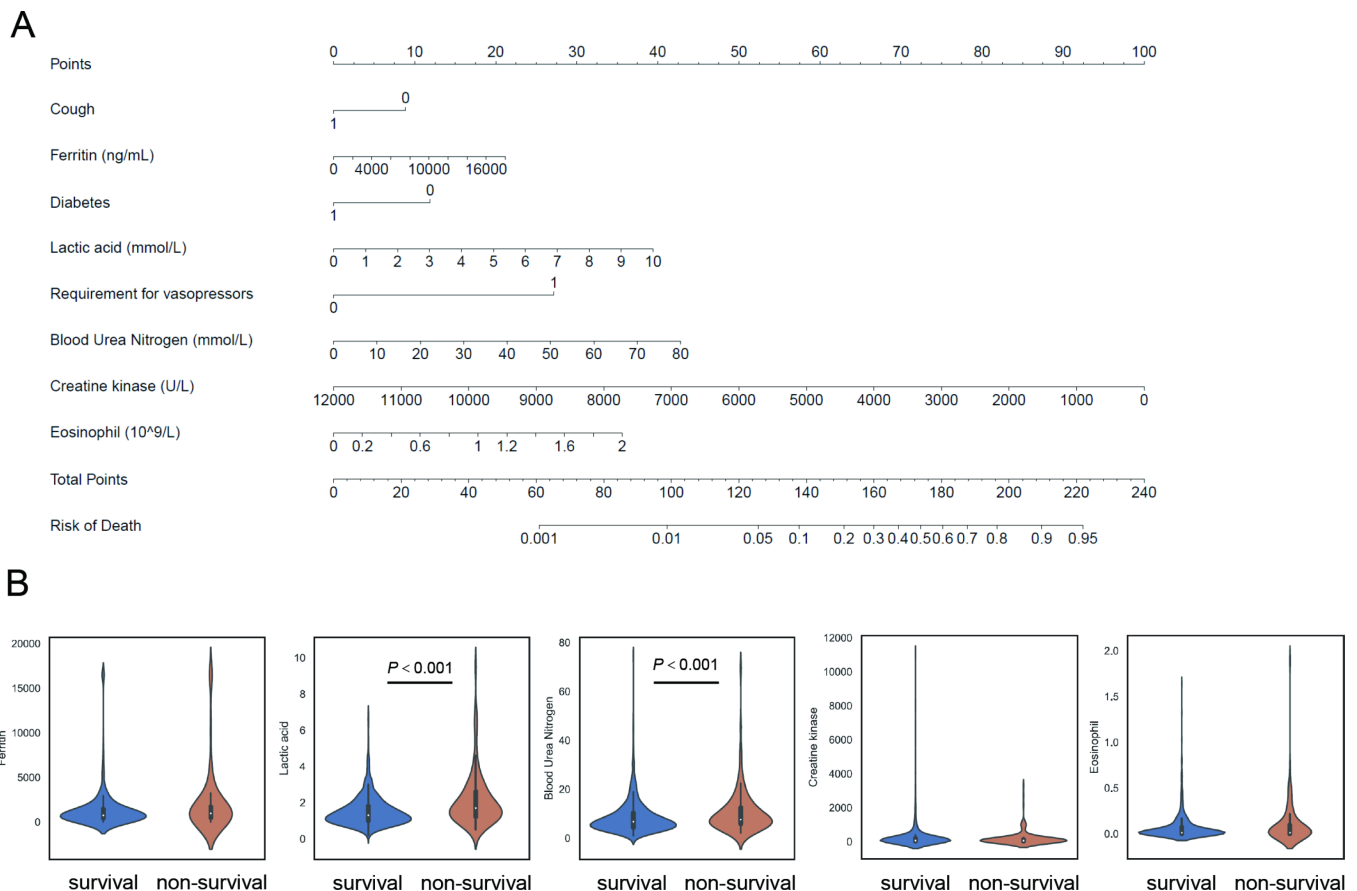 A
Points
0 10 20 30 40 50 60 70 80 90 100
Cough
0
1
Ferritin (ng/mL)
0 4000 10000 16000
Diabetes
0
1
Lactic acid (mmol/L)
0 1 2 3 4 5 6 7 8 9 10
Requirement for vasopressors
1
0
Blood Urea Nitrogen (mmol/L)
0 10 20 30 40 50 60 70 80
Creatine kinase (U/L)
12000 11000 10000 9000 8000 7000 6000 5000 4000 3000 2000 1000 0
Eosinophil (10^9/L)
0 0.2 0.6 1 1.2 1.6 2
Total Points
0 20 40 60 80 100 120 140 160 180 200 220 240
Risk of Death
0.001 0.01 0.05 0.1 0.2 0.3 0.4 0.5 0.6 0.7 0.8 0.9 0.95
B
Ferritin
20000
15000
10000
5000
0
survival non-survival
Lactic acid
10
8
6
4
2
0
P < 0.001
survival non-survival
Blood Urea Nitrogen
80
60
40
20
0
P < 0.001
survival non-survival
Creatine kinase
12000
10000
8000
6000
4000
2000
0
survival non-survival
Eosinophil
2.0
1.5
1.0
0.5
0.0
survival non-survival